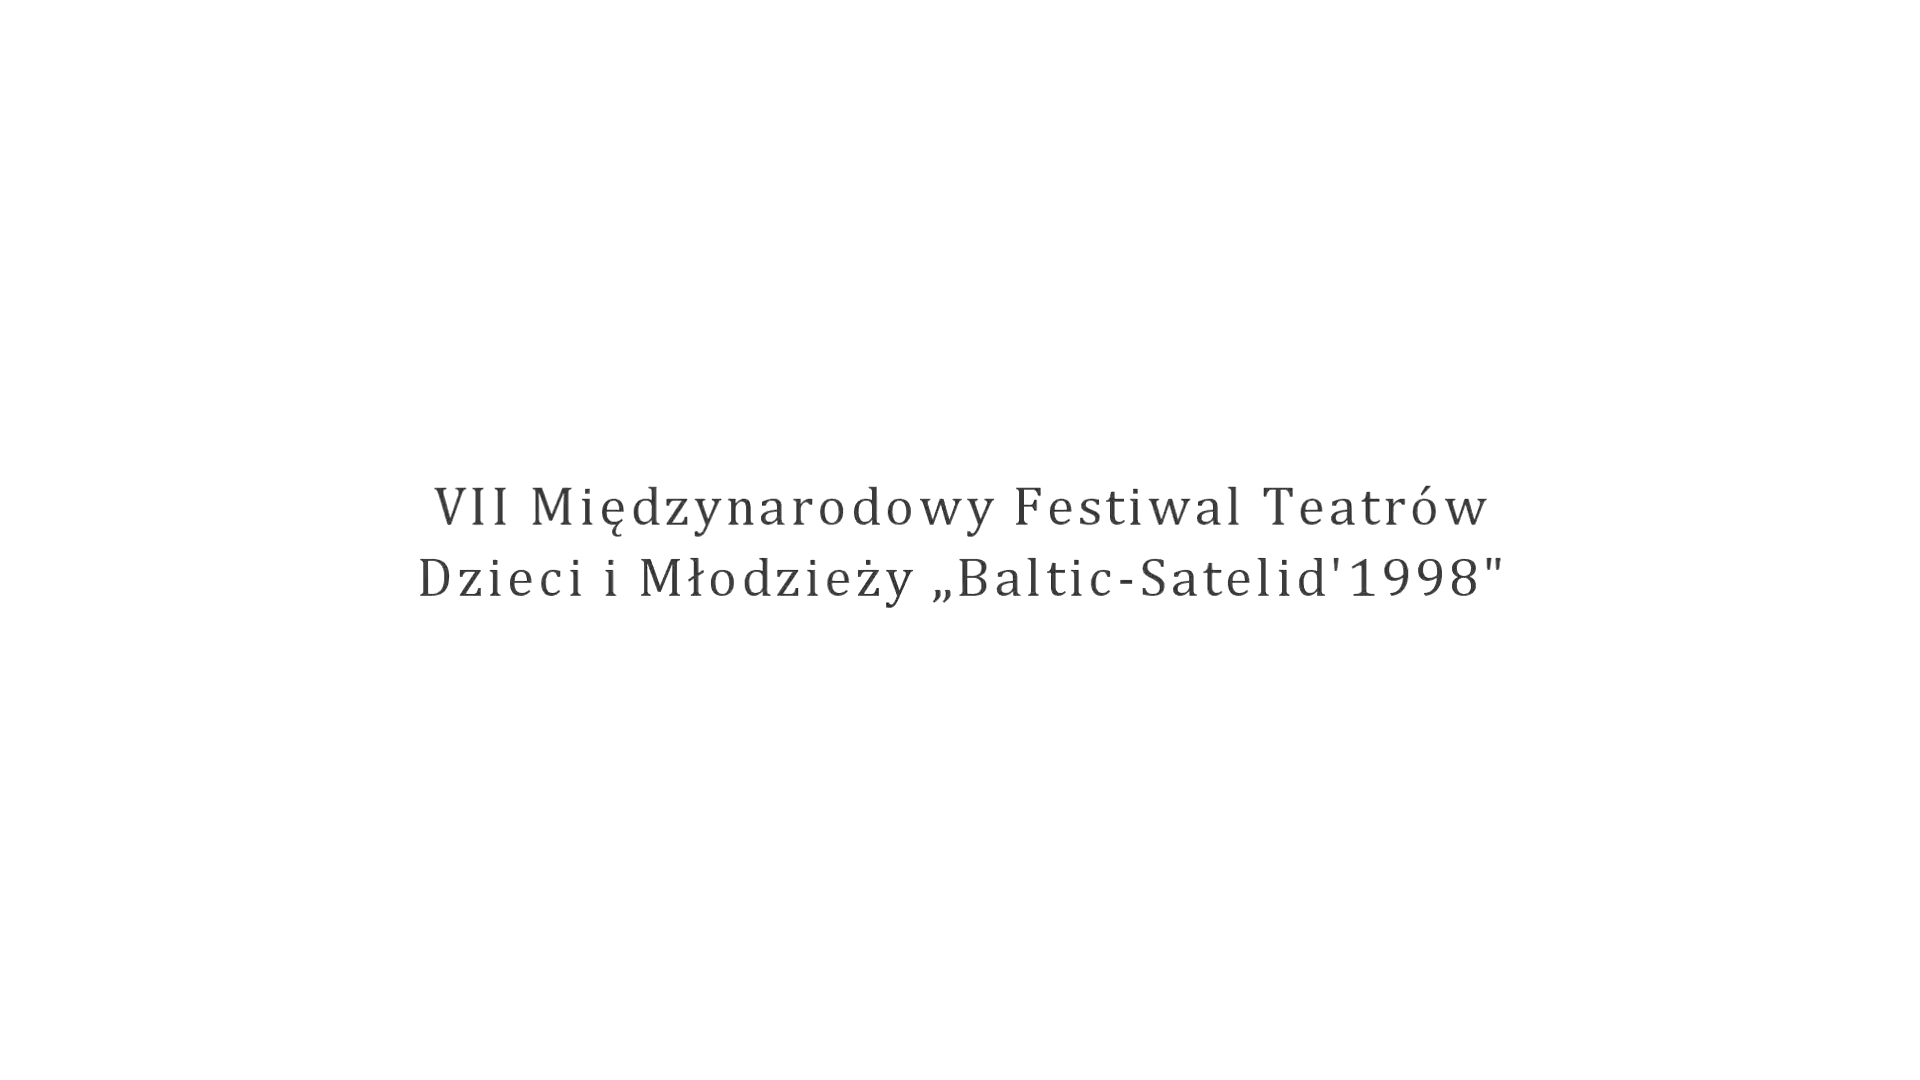 VII Międzynarodowy Festiwal Teatrów
Dzieci i Młodzieży „Baltic-Satelid'1998"